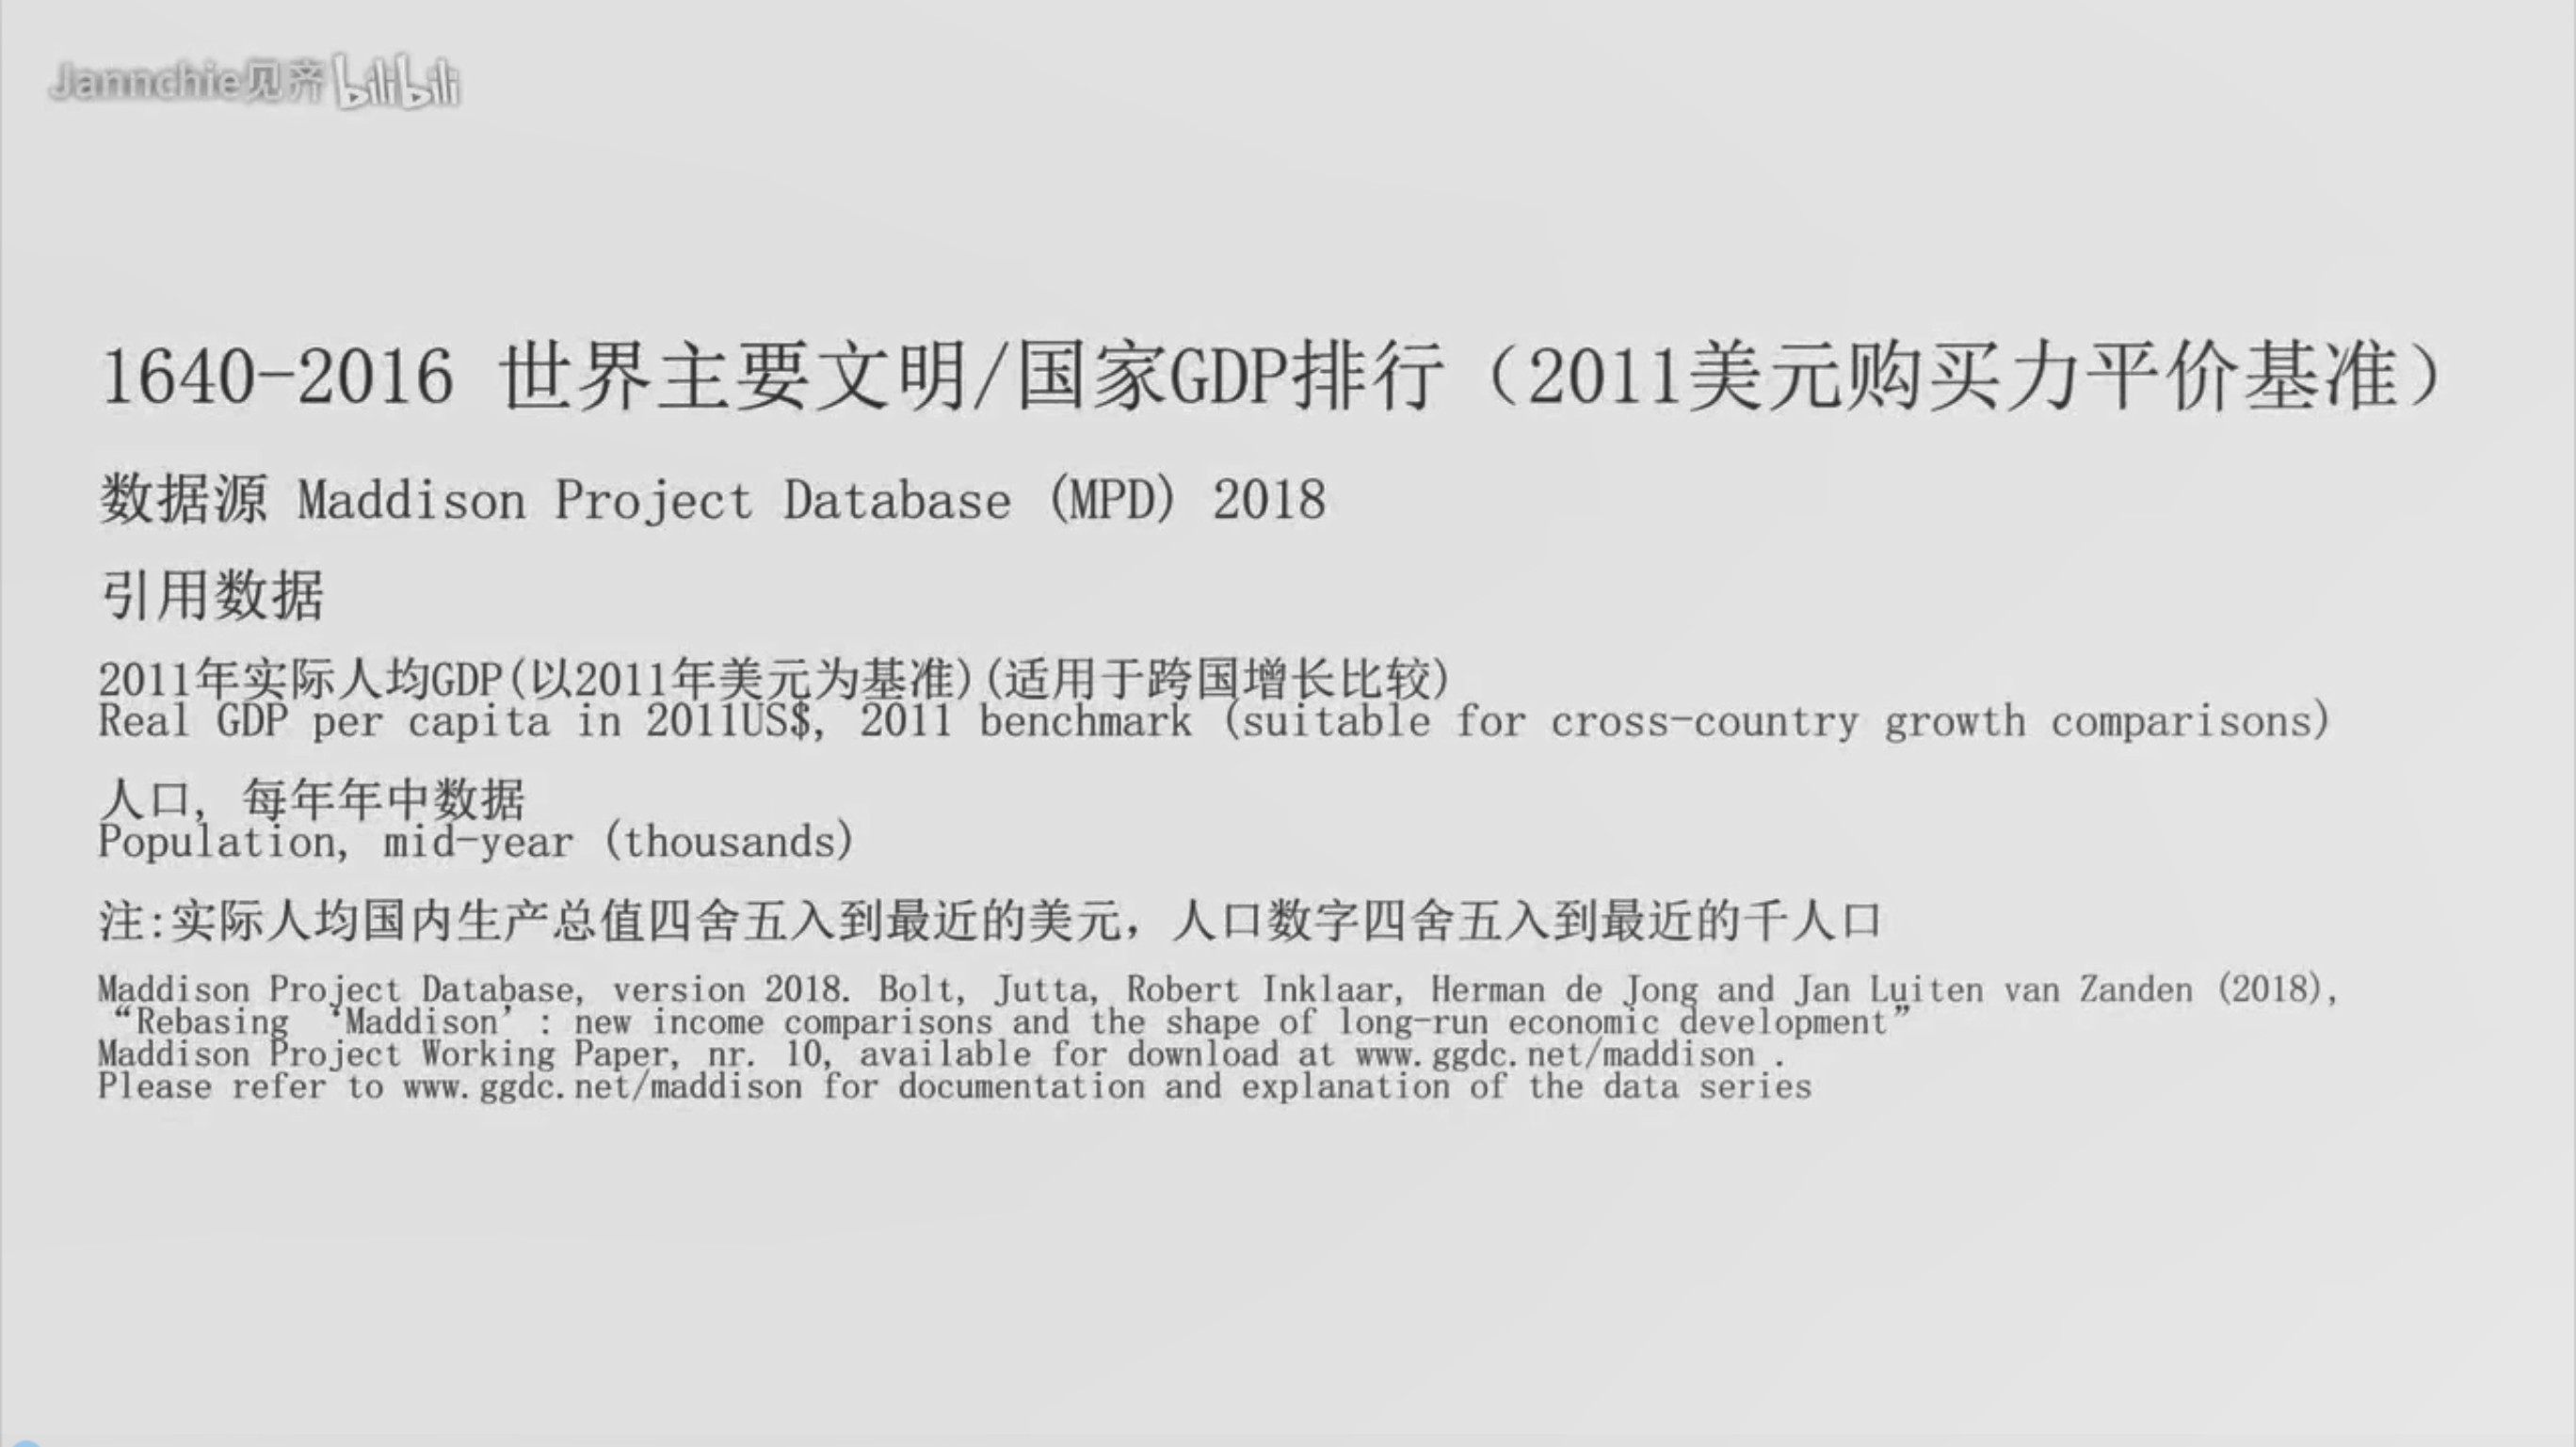 Jannchie见齐 bilibili
1640-2016 世界主要文明/国家GDP排行（2011美元购买力平价基准）
数据源 Maddison Project Database (MPD) 2018
引用数据
2011年实际人均GDP(以2011年美元为基准)(适用于跨国增长比较)
Real GDP per capita in 2011US$, 2011 benchmark (suitable for cross-country growth comparisons)
人口, 每年年中数据
Population, mid-year (thousands)
注:实际人均国内生产总值四舍五入到最近的美元，人口数字四舍五入到最近的千人口
Maddison Project Database, version 2018. Bolt, Jutta, Robert Inklaar, Herman de Jong and Jan Luiten van Zanden (2018),
“Rebasing ‘Maddison’: new income comparisons and the shape of long-run economic development”
Maddison Project Working Paper, nr. 10, available for download at www.ggdc.net/maddison .
Please refer to www.ggdc.net/maddison for documentation and explanation of the data series